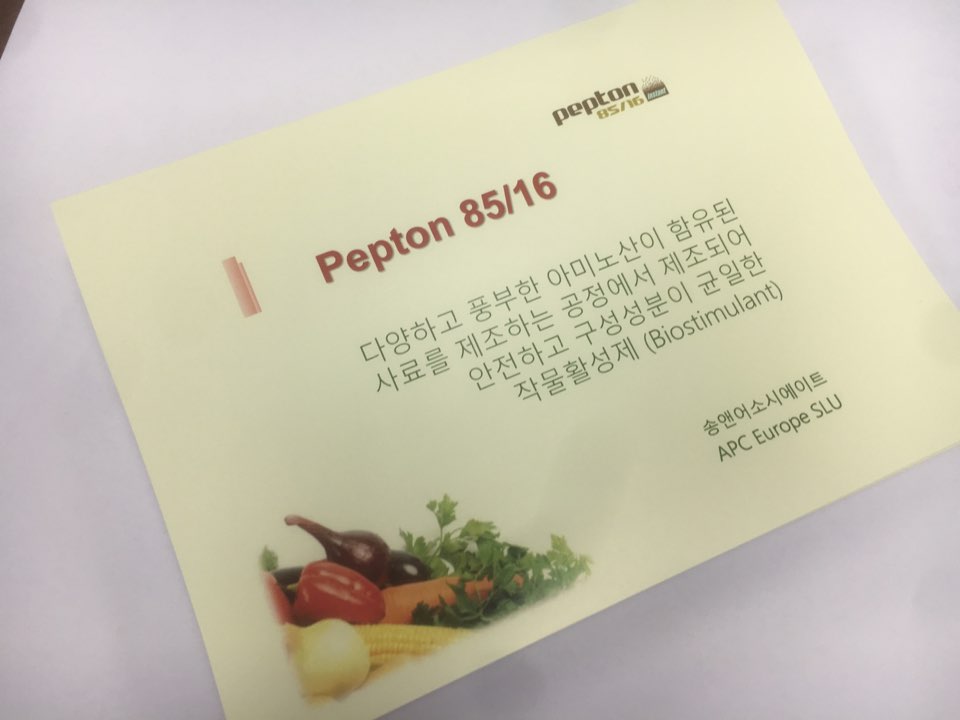 pepton
85/16
instant
Pepton 85/16
다양하고 풍부한 아미노산이 함유된
사료를 제조하는 공정에서 제조되어
안전하고 구성성분이 균일한
작물활성제 (Biostimulant)
송앤어소시에이트
APC Europe SLU